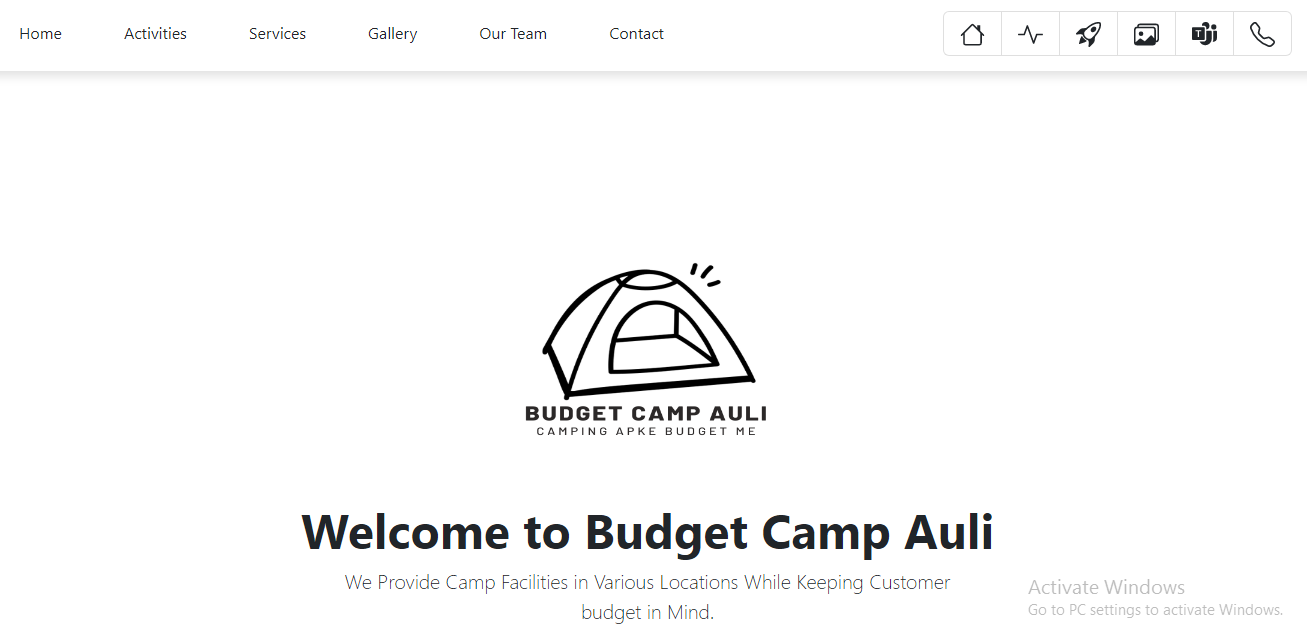 Home Activities Services Gallery Our Team Contact
BUDGET CAMP AULI
CAMPING APKE BUDGET ME
Welcome to Budget Camp Auli
We Provide Camp Facilities in Various Locations While Keeping Customer
budget in Mind.
Activate Windows
Go to PC settings to activate Windows.